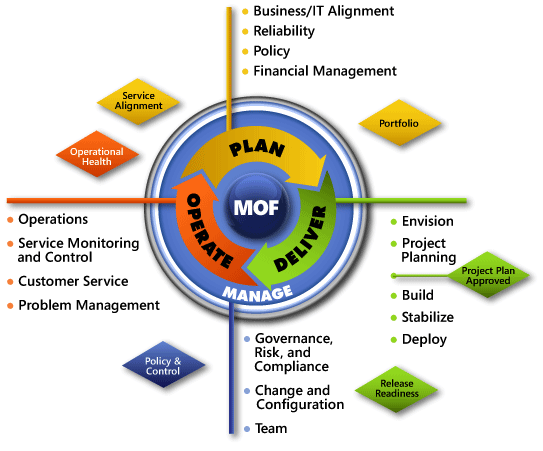 Business/IT Alignment
Reliability
Policy
Financial Management
Service
Alignment
Portfolio
Operational
Health
PLAN
MOF
OPERATE
DELIVER
MANAGE
Operations
Service Monitoring
and Control
Customer Service
Problem Management
Envision
Project
Planning
Project Plan
Approved
Build
Stabilize
Deploy
Policy &
Control
Governance,
Risk, and
Compliance
Change and
Configuration
Team
Release
Readiness